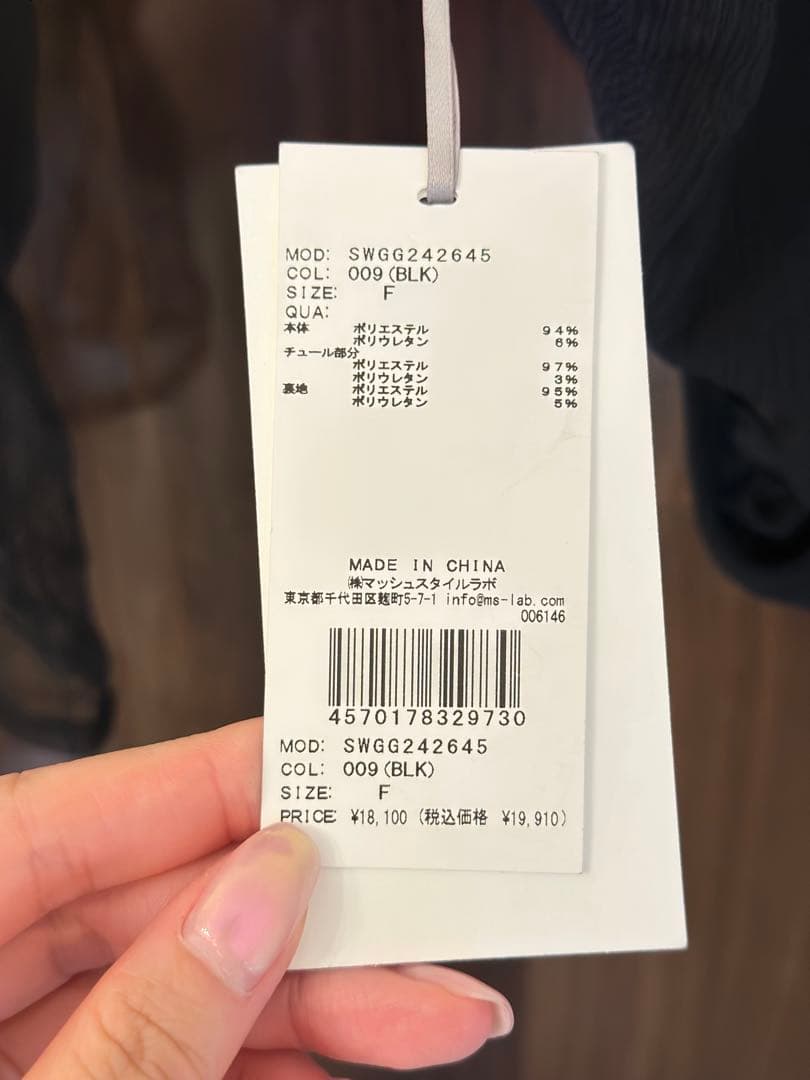 MOD: SWGG242645
COL: 009(BLK)
SIZE: F
QUA:
本体 ポリエステル 94%
ポリウレタン 6%
チュール部分
ポリエステル 97%
ポリウレタン 3%
裏地 ポリエステル 95%
ポリウレタン 5%
MADE IN CHINA
㈱マッシュスタイルラボ
東京都千代田区麹町5-7-1 info@ms-lab.com
006146
4570178329730
MOD: SWGG242645
COL: 009(BLK)
SIZE: F
PRICE: ¥18,100 (税込価格 ¥19,910)